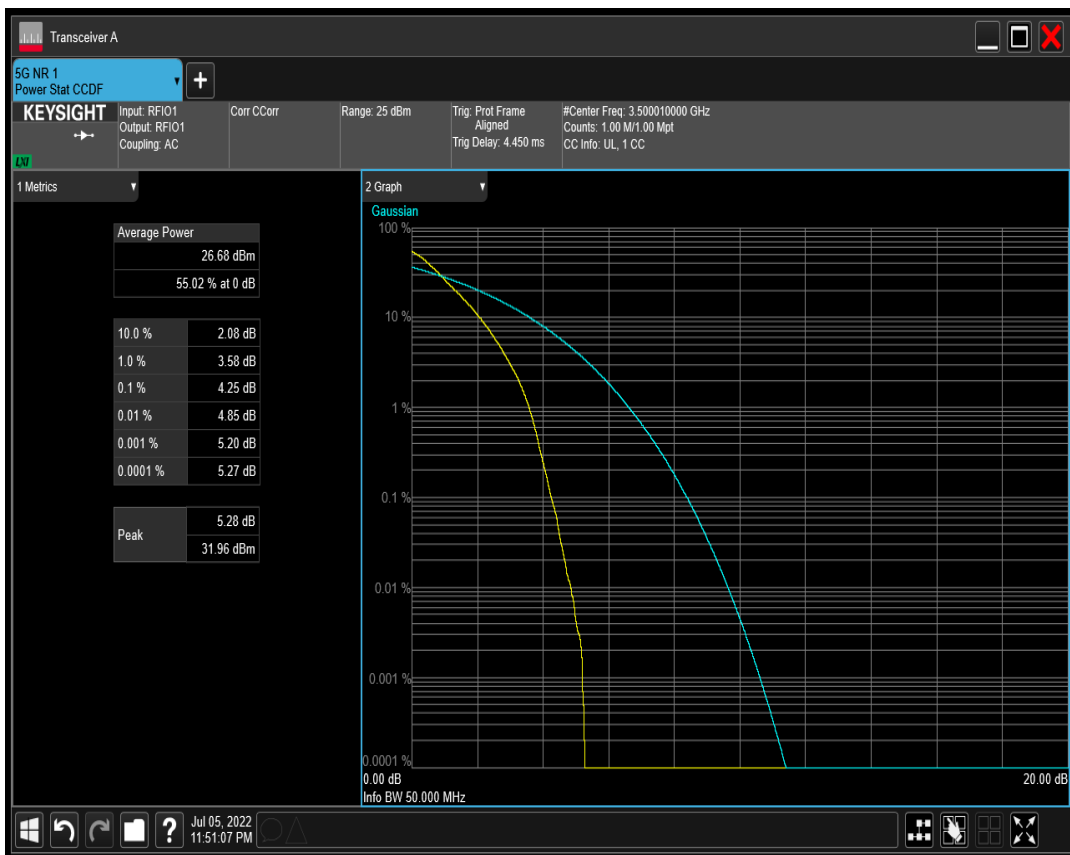 Transceiver A
5G NR 1
Power Stat CCDF
+
KEYSIGHT
LXI
Input: RFIO1
Output: RFIO1
Coupling: AC
Corr CCorr
Range: 25 dBm
Trig: Prot Frame
Aligned
Trig Delay: 4.450 ms
#Center Freq: 3.500010000 GHz
Counts: 1.00 M/1.00 Mpt
CC Info: UL, 1 CC
1 Metrics
Average Power
26.68 dBm
55.02 % at 0 dB
10.0 % 2.08 dB
1.0 % 3.58 dB
0.1 % 4.25 dB
0.01 % 4.85 dB
0.001 % 5.20 dB
0.0001 % 5.27 dB
Peak
5.28 dB
31.96 dBm
2 Graph
Gaussian
100 %
10 %
1 %
0.1 %
0.01 %
0.001 %
0.0001 %
0.00 dB 20.00 dB
Info BW 50.000 MHz
?
Jul 05, 2022
11:51:07 PM